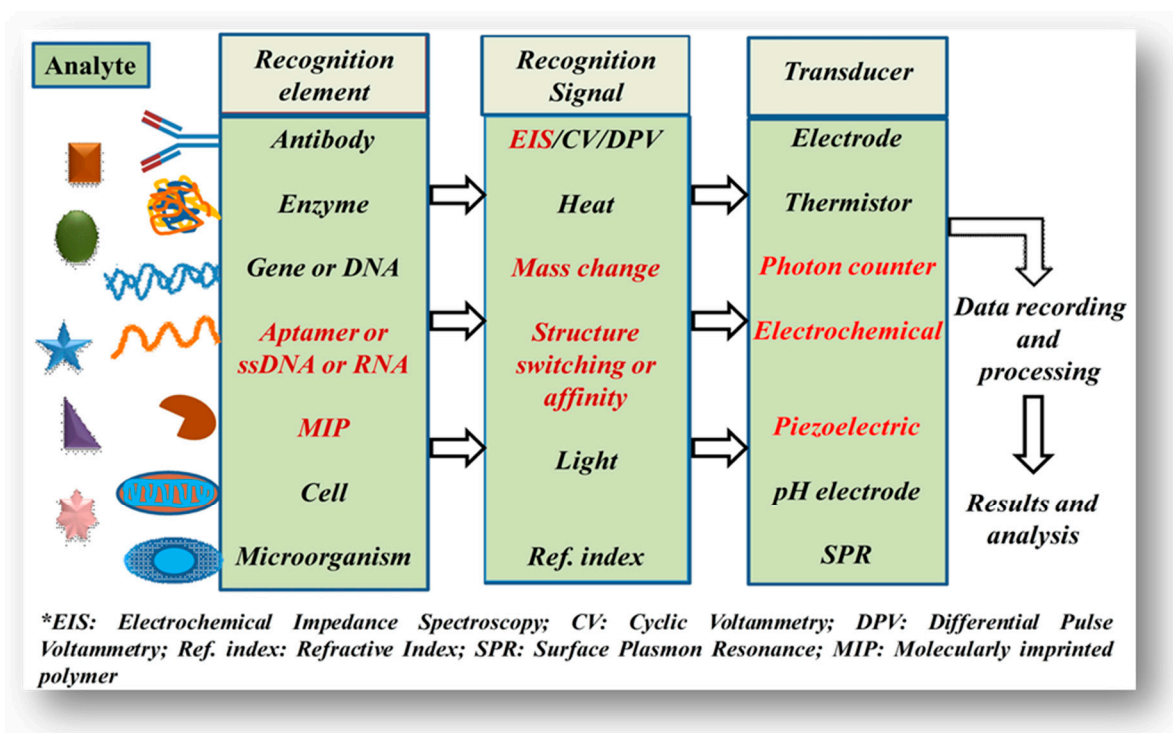 Analyte
Recognition
element
Antibody
Enzyme
Gene or DNA
Aptamer or
ssDNA or RNA
MIP
Cell
Microorganism
Recognition
Signal
EIS/CV/DPV
Heat
Mass change
Structure
switching or
affinity
Light
Ref. index
Transducer
Electrode
Thermistor
Photon counter
Electrochemical
Piezoelectric
pH electrode
SPR
Data recording
and
processing
Results and
analysis
*EIS: Electrochemical Impedance Spectroscopy; CV: Cyclic Voltammetry; DPV: Differential Pulse
Voltammetry; Ref. index: Refractive Index; SPR: Surface Plasmon Resonance; MIP: Molecularly imprinted
polymer